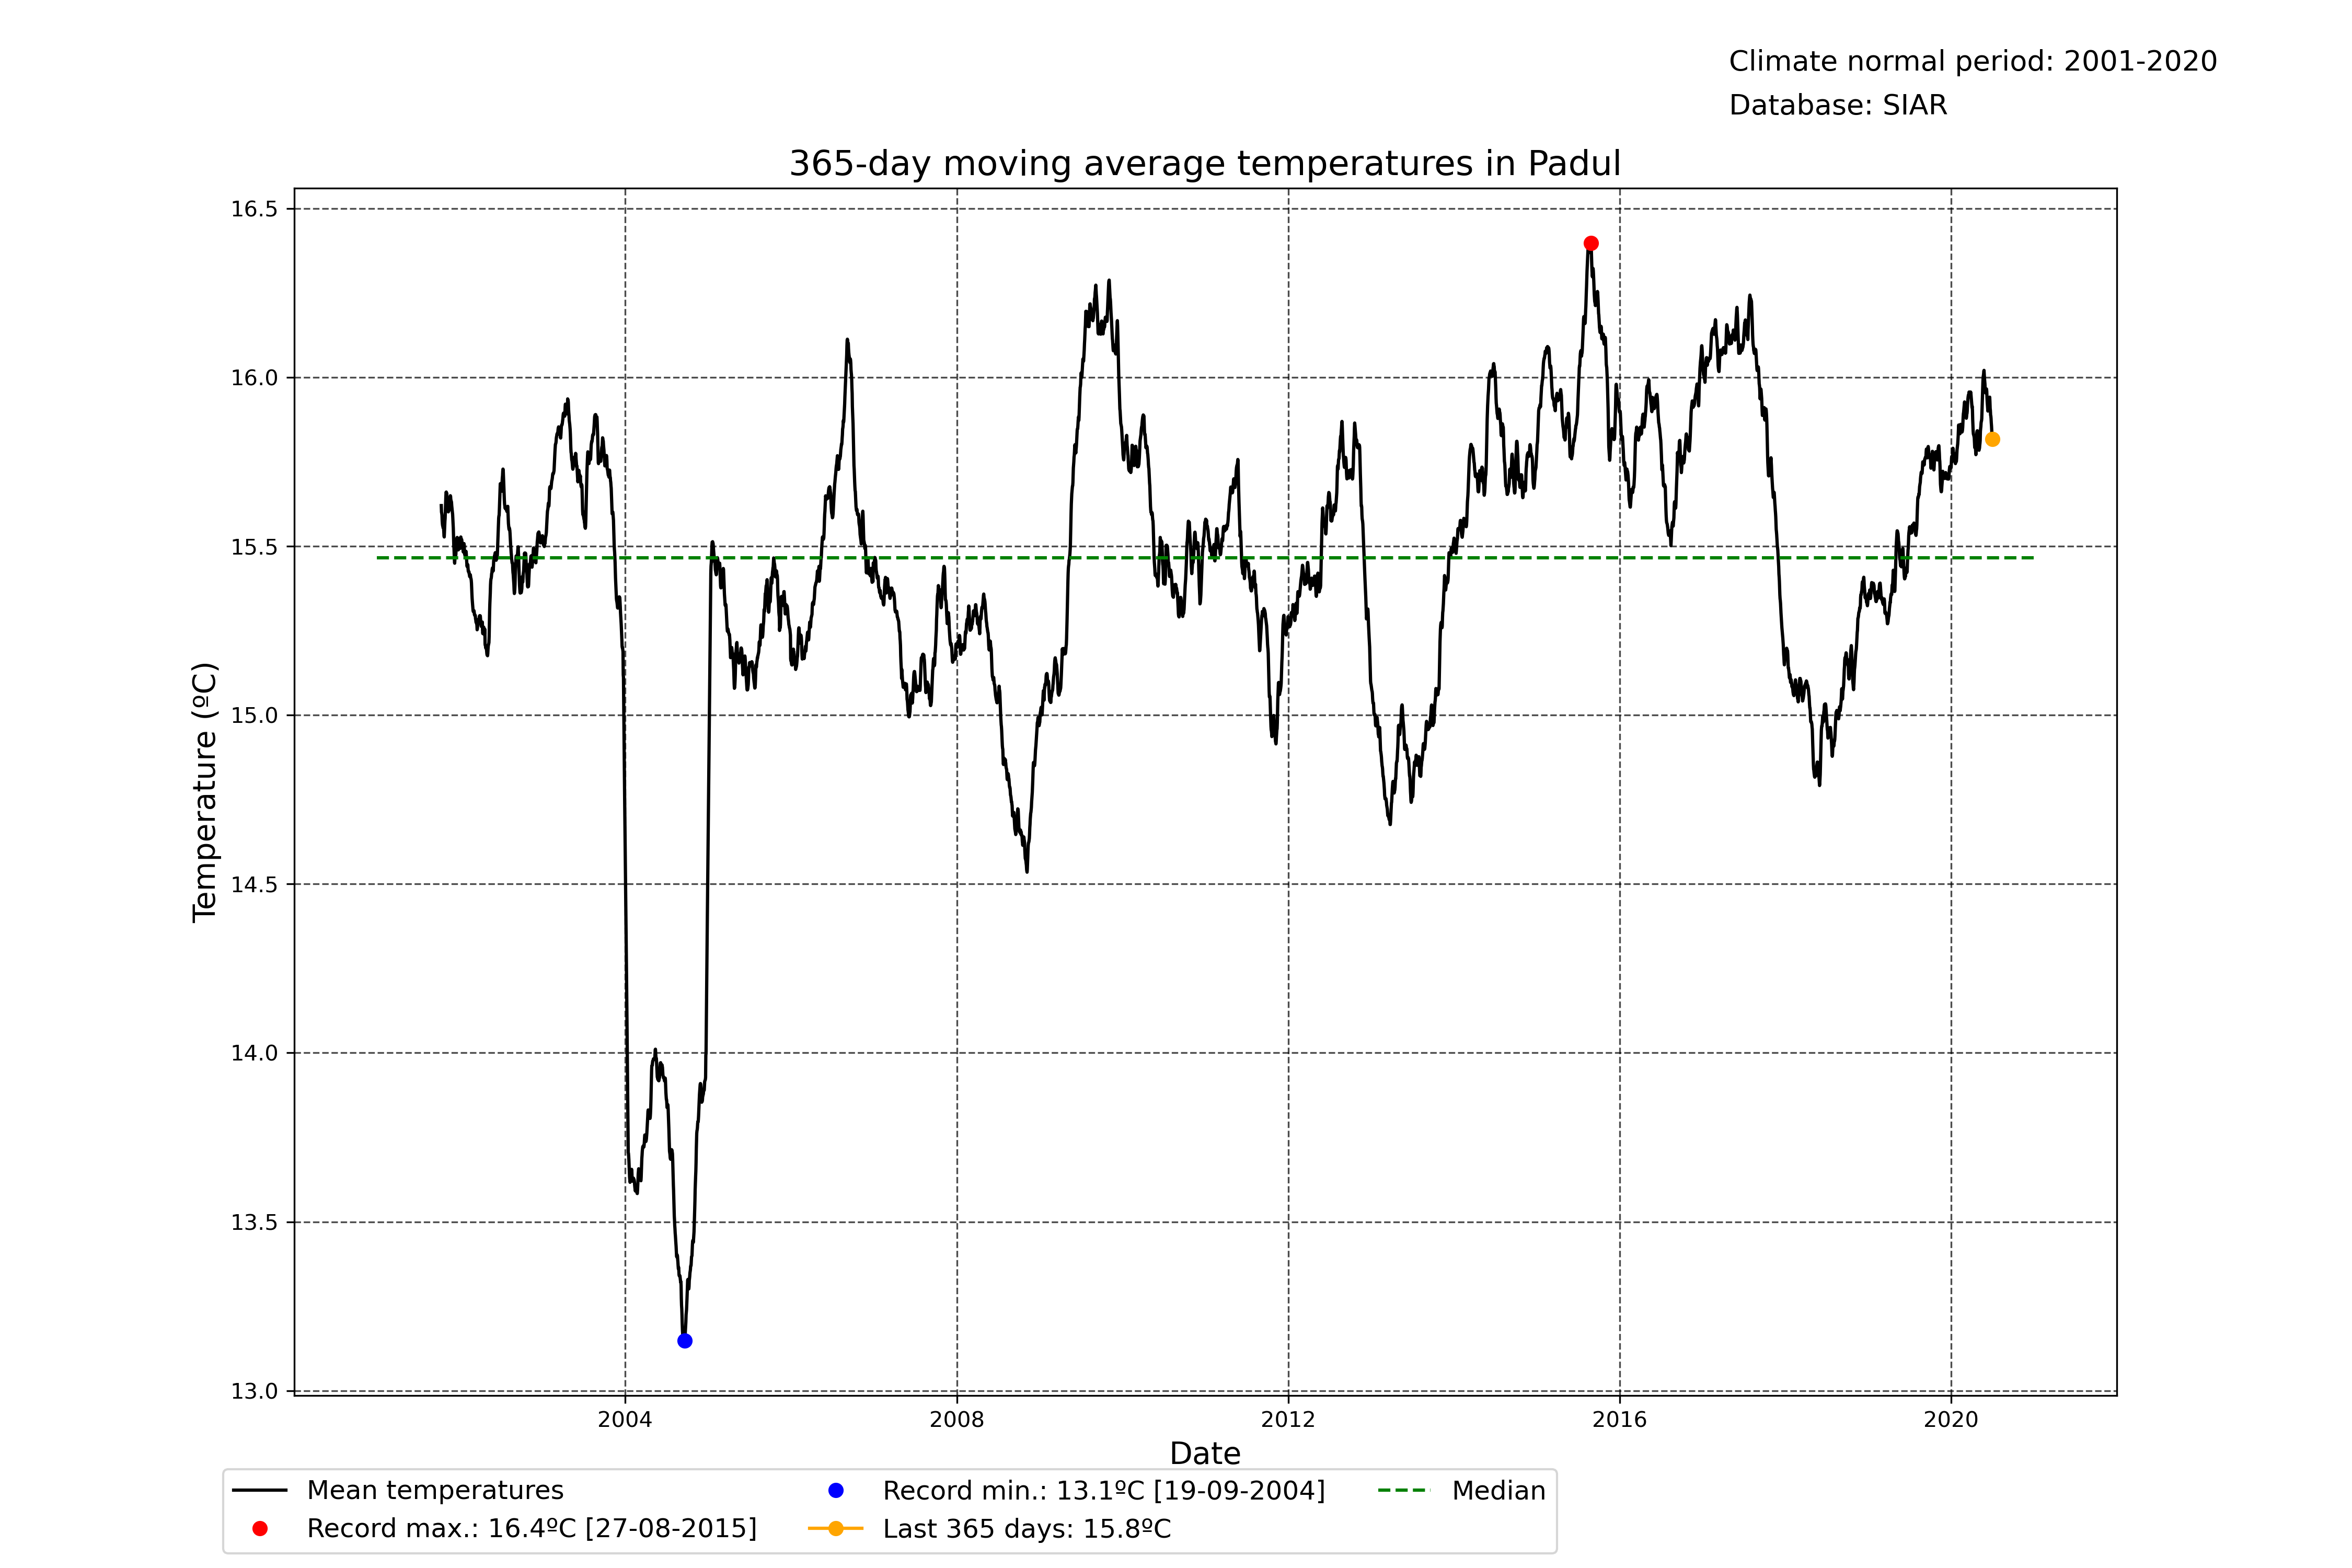 Climate normal period: 2001-2020
Database: SIAR
365-day moving average temperatures in Padul
16.5
16.0
15.5
15.0
14.5
14.0
13.5
13.0
Temperature (ºC)
2004 2008 2012 2016 2020
Date
Mean temperatures
Record max.: 16.4ºC [27-08-2015]
Record min.: 13.1ºC [19-09-2004]
Last 365 days: 15.8ºC
Median